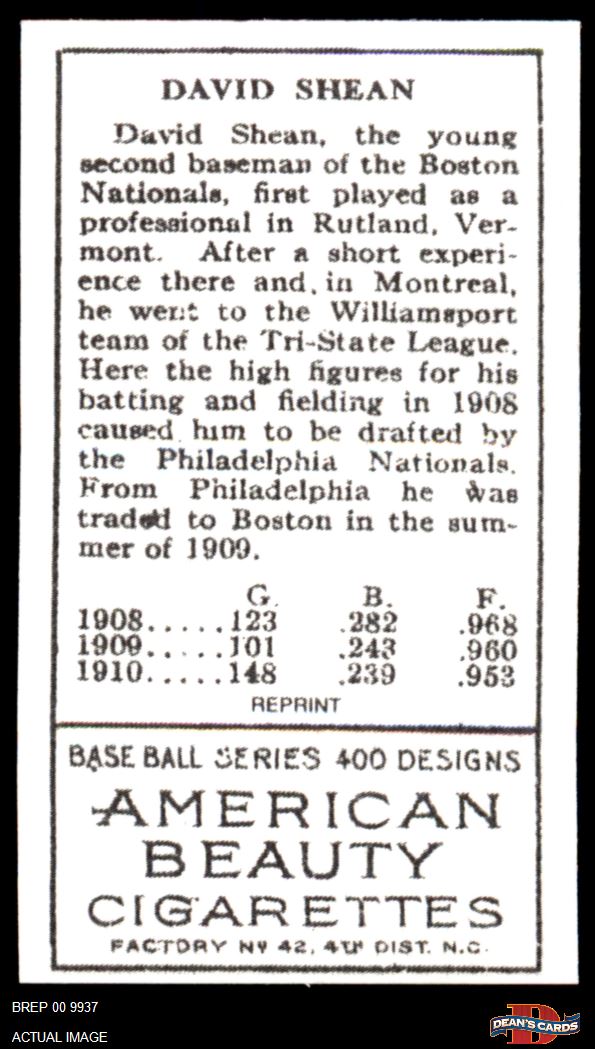 DAVID SHEAN
David Shean, the young
second baseman of the Boston
Nationals, first played as a
professional in Rutland, Ver-
mont. After a short experi-
ence there and, in Montreal,
he went to the Williamsport
team of the Tri-State League.
Here the high figures for his
batting and fielding in 1908
caused him to be drafted by
the Philadelphia Nationals.
From Philadelphia he was
traded to Boston in the sum-
mer of 1909.
G. B. F.
1908.....123 .282 .968
1909.....101 .243 .960
1910.....148 .239 .953
REPRINT
BASE BALL SERIES 400 DESIGNS
AMERICAN
BEAUTY
CIGARETTES
FACTORY Nº 42, 4TH DIST. N.C.
BREP 00 9937
ACTUAL IMAGE
D
DEAN'S CARDS